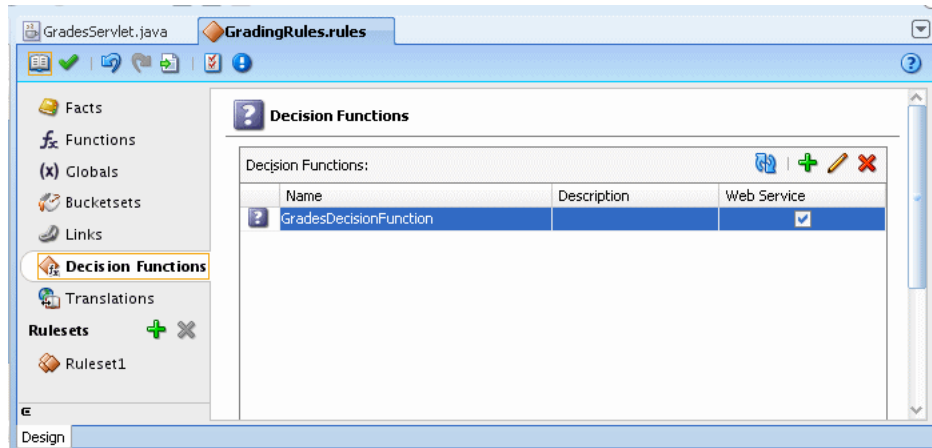 GradesServlet.java
GradingRules.rules
Facts
fx Functions
(x) Globals
Bucketsets
Links
Decision Functions
Translations
Rulesets
Ruleset1
Decision Functions
Decision Functions:
Name Description Web Service
GradesDecisionFunction
Design